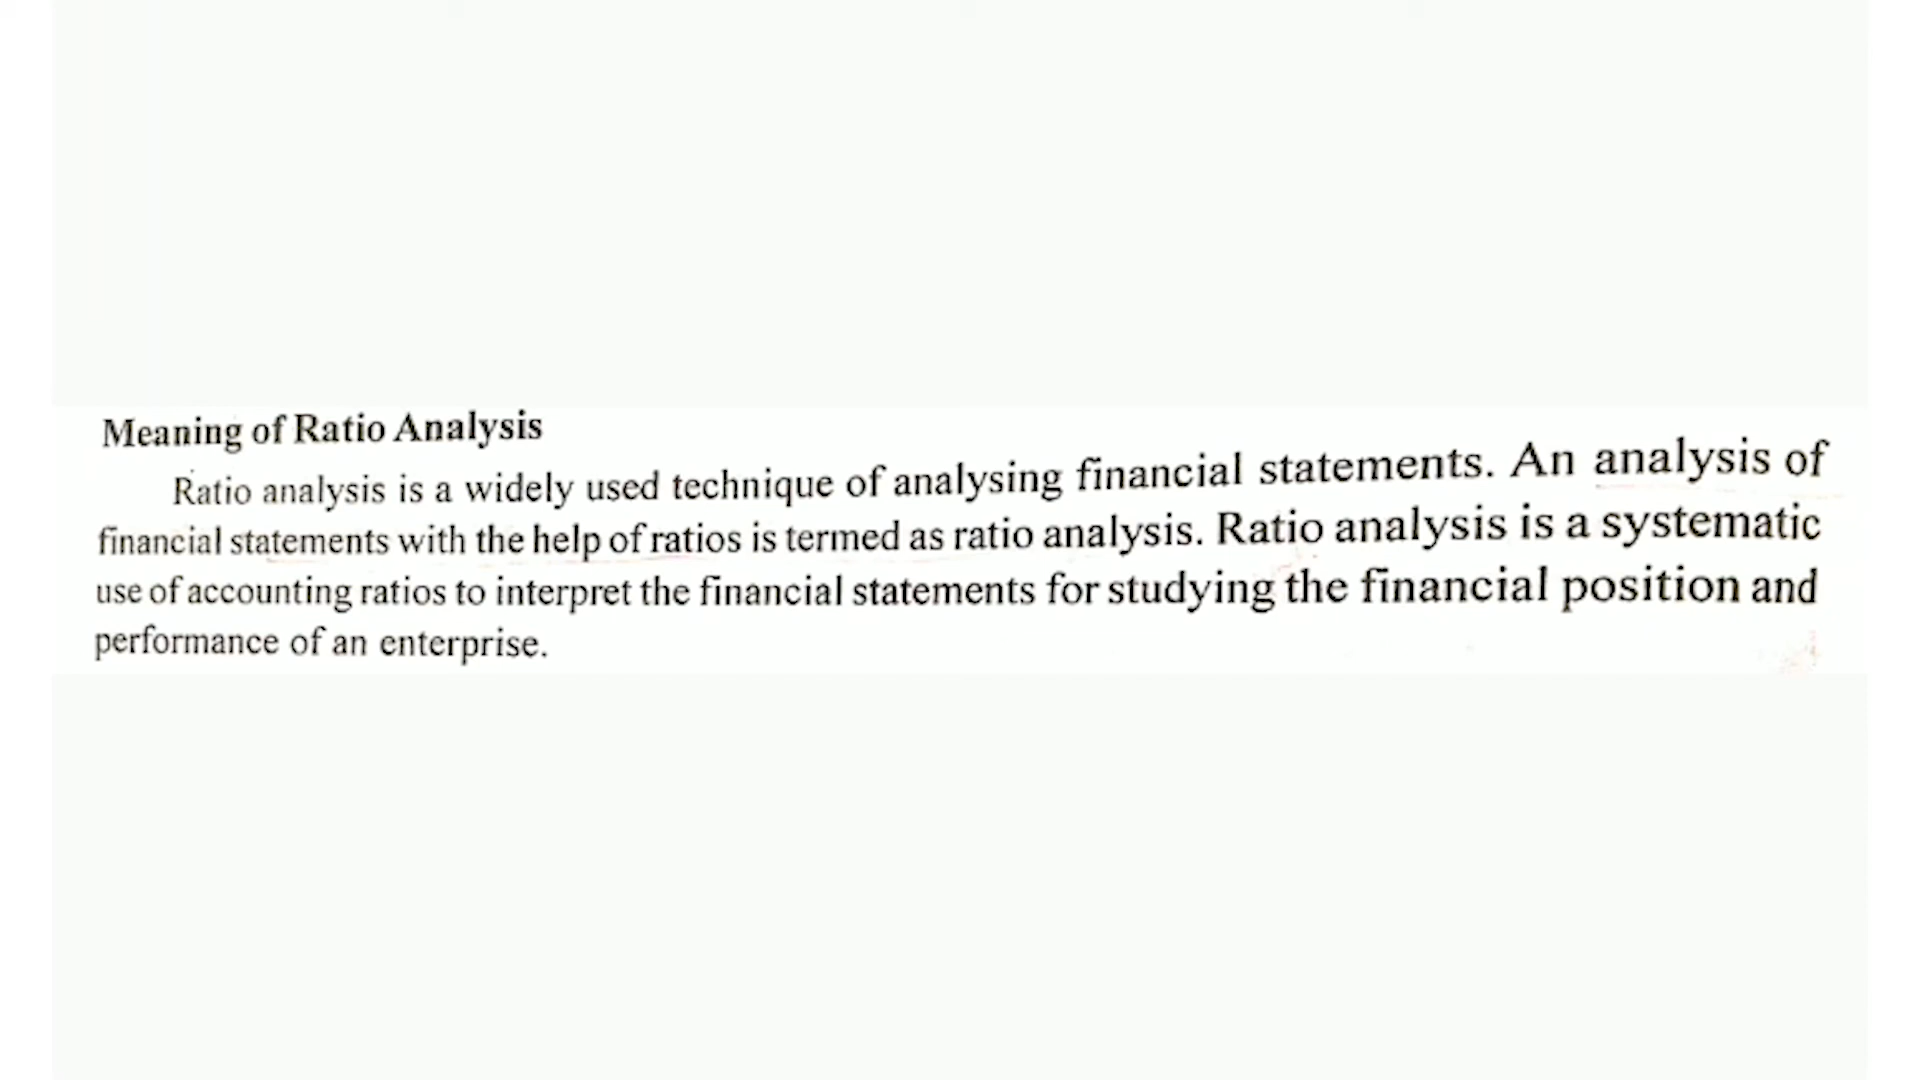 Meaning of Ratio Analysis
Ratio analysis is a widely used technique of analysing financial statements. An analysis of
financial statements with the help of ratios is termed as ratio analysis. Ratio analysis is a systematic
use of accounting ratios to interpret the financial statements for studying the financial position and
performance of an enterprise.